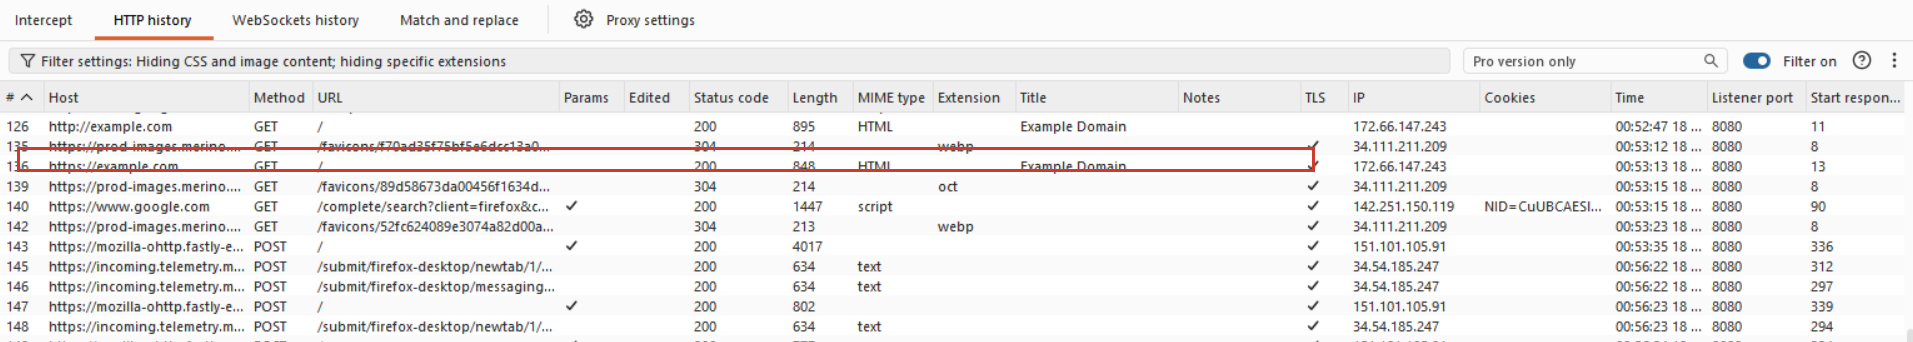 Intercept HTTP history WebSockets history Match and replace Proxy settings
Filter settings: Hiding CSS and image content; hiding specific extensions Pro version only Filter on
# Host Method URL Params Edited Status code Length MIME type Extension Title Notes TLS IP Cookies Time Listener port Start respon...
126 http://example.com GET / 200 895 HTML Example Domain 172.66.147.243 00:52:47 18 ... 8080 11
135 https://prod-images.merino.... GET /favicons/f70ad35f75bf5e6dcc13a0... 304 214 webp ✓ 34.111.211.209 00:53:12 18 ... 8080 8
136 https://example.com GET / 200 848 HTML Example Domain ✓ 172.66.147.243 00:53:13 18 ... 8080 13
139 https://prod-images.merino.... GET /favicons/89d58673da00456f1634d... 304 214 oct ✓ 34.111.211.209 00:53:15 18 ... 8080 8
140 https://www.google.com GET /complete/search?client=firefox&c... ✓ 200 1447 script ✓ 142.251.150.119 NID=CuUBCAESI... 00:53:15 18 ... 8080 90
142 https://prod-images.merino.... GET /favicons/52fc624089e3074a82d00a... 304 213 webp ✓ 34.111.211.209 00:53:23 18 ... 8080 8
143 https://mozilla-ohttp.fastly-e... POST / ✓ 200 4017 ✓ 151.101.105.91 00:53:35 18 ... 8080 336
145 https://incoming.telemetry.m... POST /submit/firefox-desktop/newtab/1/... 200 634 text ✓ 34.54.185.247 00:56:22 18 ... 8080 312
146 https://incoming.telemetry.m... POST /submit/firefox-desktop/messaging... 200 634 text ✓ 34.54.185.247 00:56:22 18 ... 8080 297
147 https://mozilla-ohttp.fastly-e... POST / ✓ 200 802 ✓ 151.101.105.91 00:56:23 18 ... 8080 339
148 https://incoming.telemetry.m... POST /submit/firefox-desktop/newtab/1/... 200 634 text ✓ 34.54.185.247 00:56:23 18 ... 8080 294